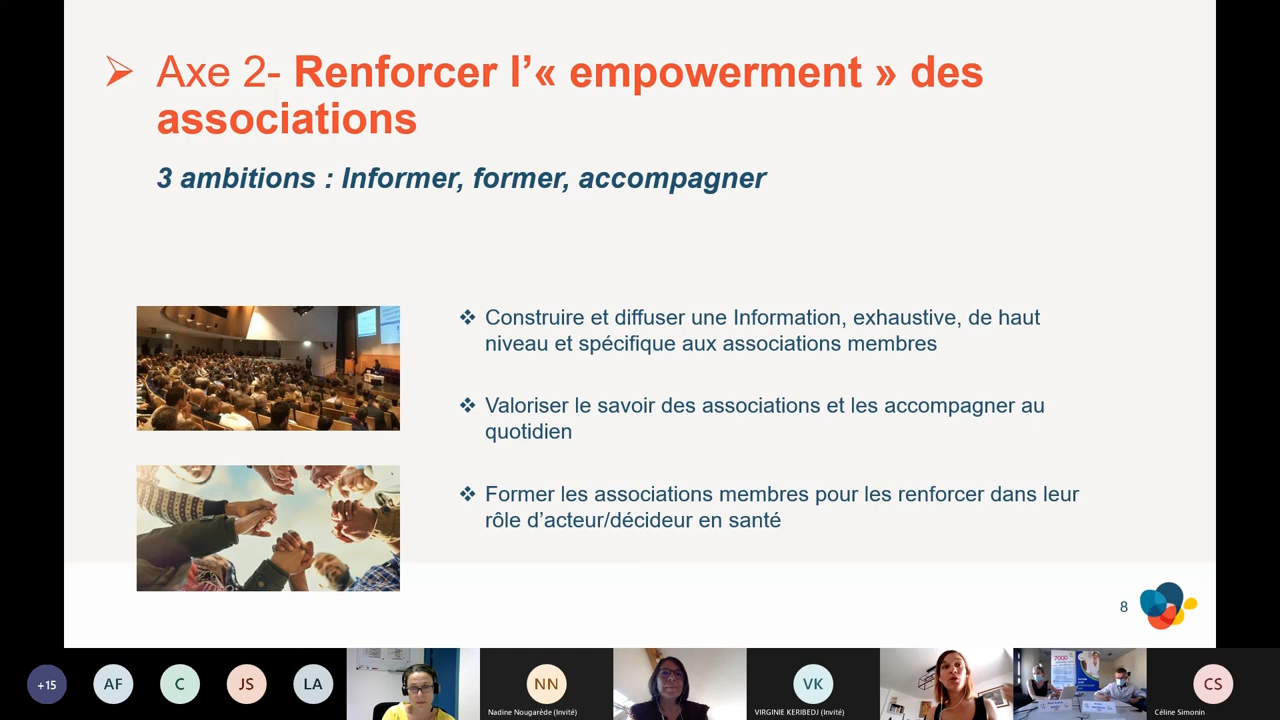 Axe 2- Renforcer l’« empowerment » des
associations
3 ambitions : Informer, former, accompagner
Construire et diffuser une Information, exhaustive, de haut
niveau et spécifique aux associations membres
Valoriser le savoir des associations et les accompagner au
quotidien
Former les associations membres pour les renforcer dans leur
rôle d’acteur/décideur en santé
8
+15
AF
C
JS
LA
NN
Nadine Nougarède (Invité)
VK
VIRGINIE KERIBEDJ (Invité)
7000
CS
Céline Simonin